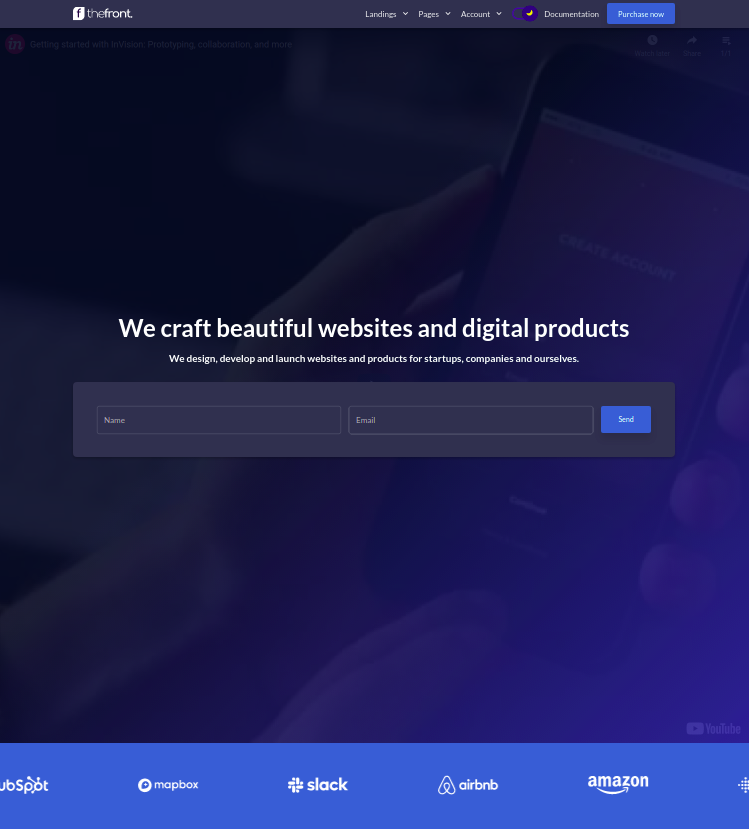 thefront.
Landings
Pages
Account
Documentation
Purchase now
Getting started with InVision: Prototyping, collaboration, and more
Watch later
Share
CREATE ACCOUNT
We craft beautiful websites and digital products
We design, develop and launch websites and products for startups, companies and ourselves.
Name
Email
Send
Continue
YouTube
ubSpot
mapbox
slack
airbnb
amazon